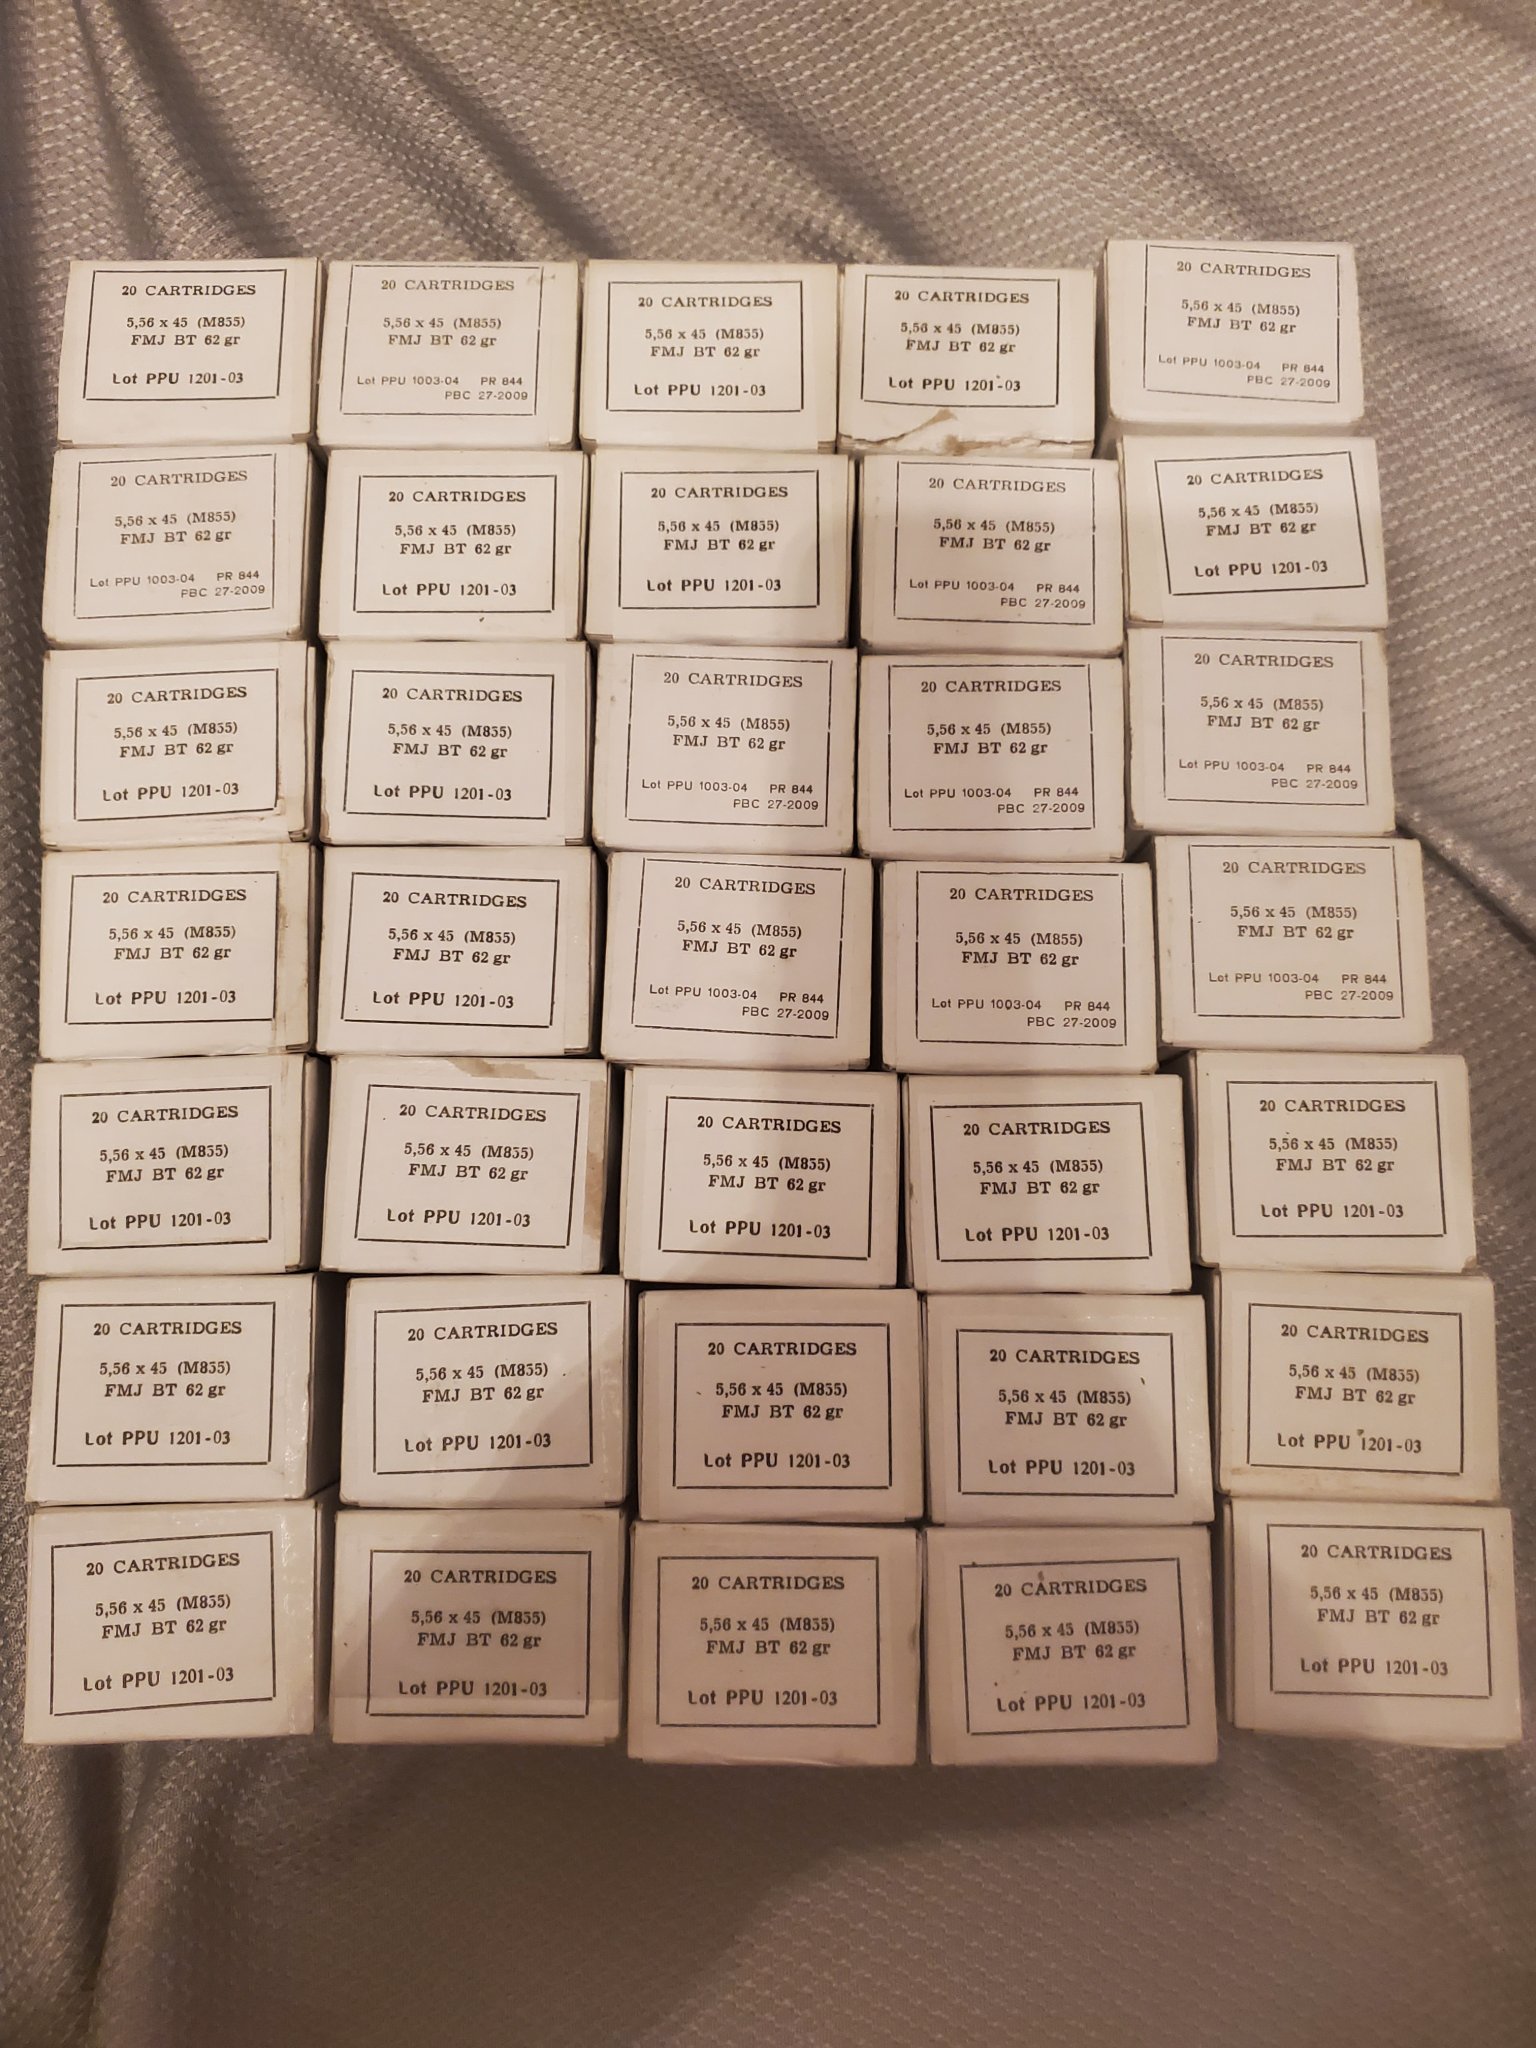 20 CARTRIDGES
5,56 x 45 (M855)
FMJ BT 62 gr
Lot PPU 1201-03
20 CARTRIDGES
5,56 x 45 (M855)
FMJ BT 62 gr
Lot PPU 1003-04 PR 844
PBC 27-2009
20 CARTRIDGES
5,56 x 45 (M855)
FMJ BT 62 gr
Lot PPU 1201-03
20 CARTRIDGES
5,56 x 45 (M855)
FMJ BT 62 gr
Lot PPU 1201-03
20 CARTRIDGES
5,56 x 45 (M855)
FMJ BT 62 gr
Lot PPU 1003-04 PR 844
PBC 27-2009
20 CARTRIDGES
5,56 x 45 (M855)
FMJ BT 62 gr
Lot PPU 1003-04 PR 844
PBC 27-2009
20 CARTRIDGES
5,56 x 45 (M855)
FMJ BT 62 gr
Lot PPU 1201-03
20 CARTRIDGES
5,56 x 45 (M855)
FMJ BT 62 gr
Lot PPU 1201-03
20 CARTRIDGES
5,56 x 45 (M855)
FMJ BT 62 gr
Lot PPU 1003-04 PR 844
PBC 27-2009
20 CARTRIDGES
5,56 x 45 (M855)
FMJ BT 62 gr
Lot PPU 1201-03
20 CARTRIDGES
5,56 x 45 (M855)
FMJ BT 62 gr
Lot PPU 1201-03
20 CARTRIDGES
5,56 x 45 (M855)
FMJ BT 62 gr
Lot PPU 1201-03
20 CARTRIDGES
5,56 x 45 (M855)
FMJ BT 62 gr
Lot PPU 1003-04 PR 844
PBC 27-2009
20 CARTRIDGES
5,56 x 45 (M855)
FMJ BT 62 gr
Lot PPU 1003-04 PR 844
PBC 27-2009
20 CARTRIDGES
5,56 x 45 (M855)
FMJ BT 62 gr
Lot PPU 1003-04 PR 844
PBC 27-2009
20 CARTRIDGES
5,56 x 45 (M855)
FMJ BT 62 gr
Lot PPU 1201-03
20 CARTRIDGES
5,56 x 45 (M855)
FMJ BT 62 gr
Lot PPU 1201-03
20 CARTRIDGES
5,56 x 45 (M855)
FMJ BT 62 gr
Lot PPU 1003-04 PR 844
PBC 27-2009
20 CARTRIDGES
5,56 x 45 (M855)
FMJ BT 62 gr
Lot PPU 1003-04 PR 844
PBC 27-2009
20 CARTRIDGES
5,56 x 45 (M855)
FMJ BT 62 gr
Lot PPU 1003-04 PR 844
PBC 27-2009
20 CARTRIDGES
5,56 x 45 (M855)
FMJ BT 62 gr
Lot PPU 1201-03
20 CARTRIDGES
5,56 x 45 (M855)
FMJ BT 62 gr
Lot PPU 1201-03
20 CARTRIDGES
5,56 x 45 (M855)
FMJ BT 62 gr
Lot PPU 1201-03
20 CARTRIDGES
5,56 x 45 (M855)
FMJ BT 62 gr
Lot PPU 1201-03
20 CARTRIDGES
5,56 x 45 (M855)
FMJ BT 62 gr
Lot PPU 1201-03
20 CARTRIDGES
5,56 x 45 (M855)
FMJ BT 62 gr
Lot PPU 1201-03
20 CARTRIDGES
5,56 x 45 (M855)
FMJ BT 62 gr
Lot PPU 1201-03
20 CARTRIDGES
5,56 x 45 (M855)
FMJ BT 62 gr
Lot PPU 1201-03
20 CARTRIDGES
5,56 x 45 (M855)
FMJ BT 62 gr
Lot PPU 1201-03
20 CARTRIDGES
5,56 x 45 (M855)
FMJ BT 62 gr
Lot PPU 1201-03
20 CARTRIDGES
5,56 x 45 (M855)
FMJ BT 62 gr
Lot PPU 1201-03
20 CARTRIDGES
5,56 x 45 (M855)
FMJ BT 62 gr
Lot PPU 1201-03
20 CARTRIDGES
5,56 x 45 (M855)
FMJ BT 62 gr
Lot PPU 1201-03
20 CARTRIDGES
5,56 x 45 (M855)
FMJ BT 62 gr
Lot PPU 1201-03
20 CARTRIDGES
5,56 x 45 (M855)
FMJ BT 62 gr
Lot PPU 1201-03